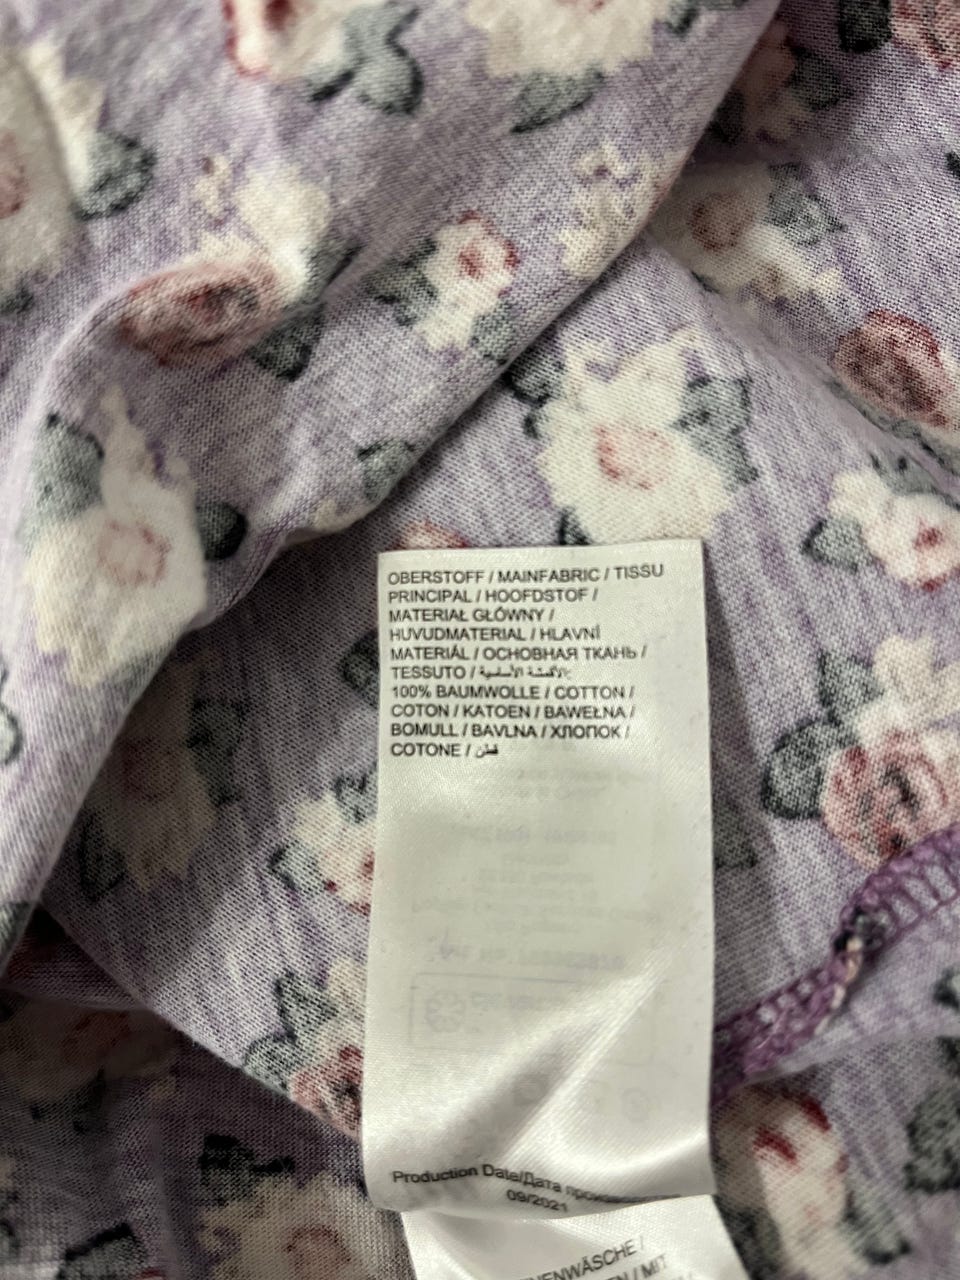 OBERSTOFF / MAINFABRIC / TISSU
PRINCIPAL / HOOFDSTOF /
MATERIAŁ GŁÓWNY /
HUVUDMATERIAL / HLAVNÍ
MATERIÁL / ОСНОВНАЯ ТКАНЬ /
TESSUTO / الأقمشة الأساسية:
100% BAUMWOLLE / COTTON /
COTON / KATOEN / BAWEŁNA /
BOMULL / BAVLNA / ХЛОПОК /
COTONE / قطن
Production Date/Дата
09/2021
MIT